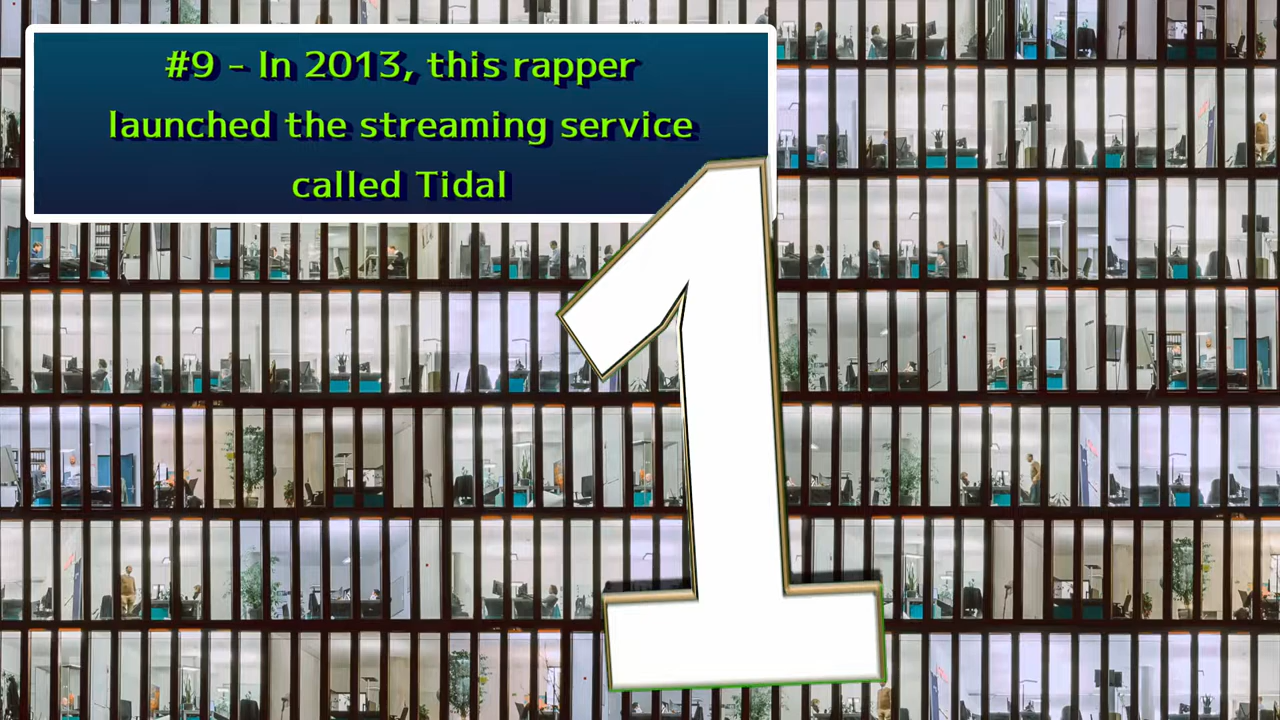 #9 - In 2013, this rapper
launched the streaming service
called Tidal
1